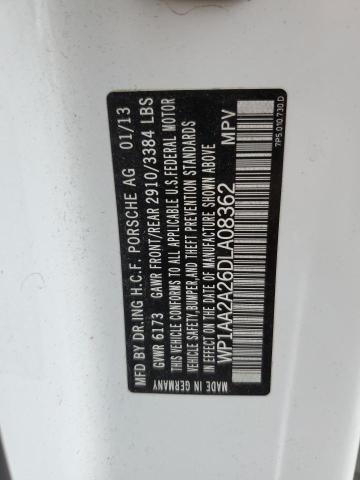 MFD BY DR.ING H.C.F. PORSCHE AG 01/13
GVWR 6173 GAWR FRONT/REAR 2910/3384 LBS
THIS VEHICLE CONFORMS TO ALL APPLICABLE U.S.FEDERAL MOTOR
VEHICLE SAFETY,BUMPER,AND THEFT PREVENTION STANDARDS
IN EFFECT ON THE DATE OF MANUFACTURE SHOWN ABOVE
WP1AA2A26DLA08362 MPV
MADE IN GERMANY
7P5.010.730 D